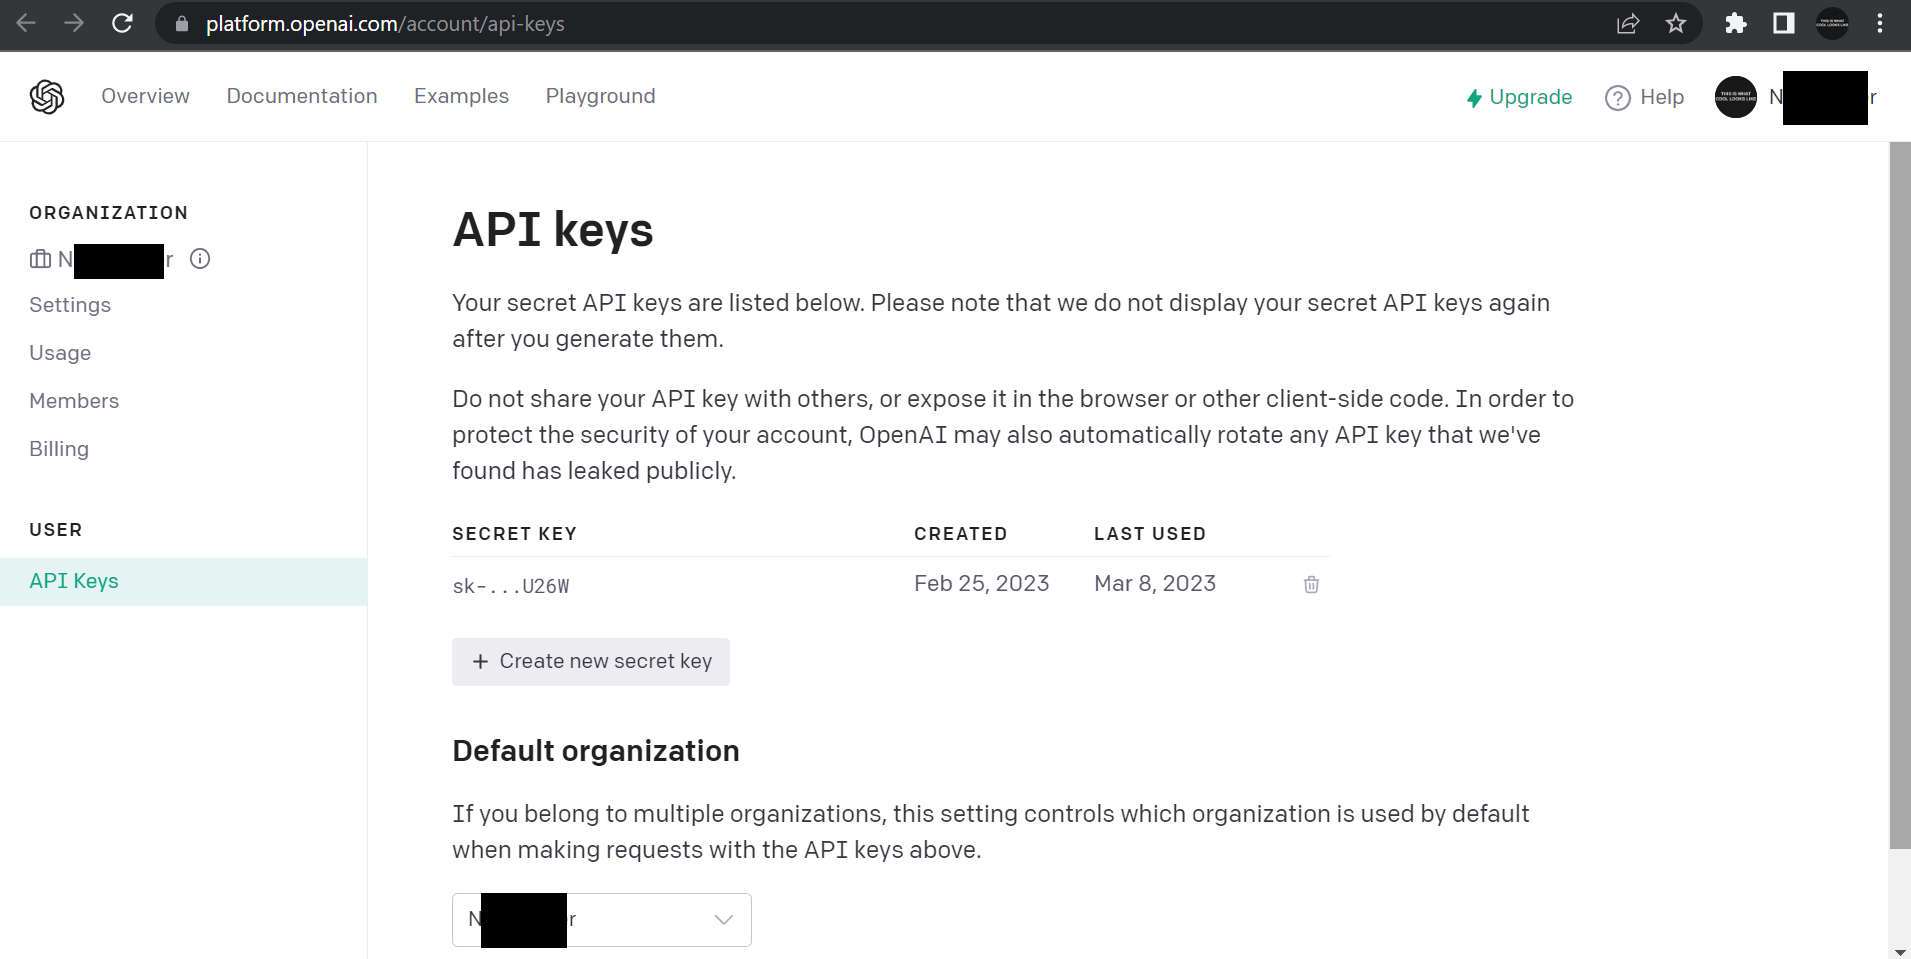 platform.openai.com/account/api-keys
Overview Documentation Examples Playground
Upgrade Help N r
ORGANIZATION
N r
Settings
Usage
Members
Billing
USER
API Keys
API keys
Your secret API keys are listed below. Please note that we do not display your secret API keys again
after you generate them.
Do not share your API key with others, or expose it in the browser or other client-side code. In order to
protect the security of your account, OpenAI may also automatically rotate any API key that we've
found has leaked publicly.
SECRET KEY CREATED LAST USED
sk-...U26W Feb 25, 2023 Mar 8, 2023
+ Create new secret key
Default organization
If you belong to multiple organizations, this setting controls which organization is used by default
when making requests with the API keys above.
N r